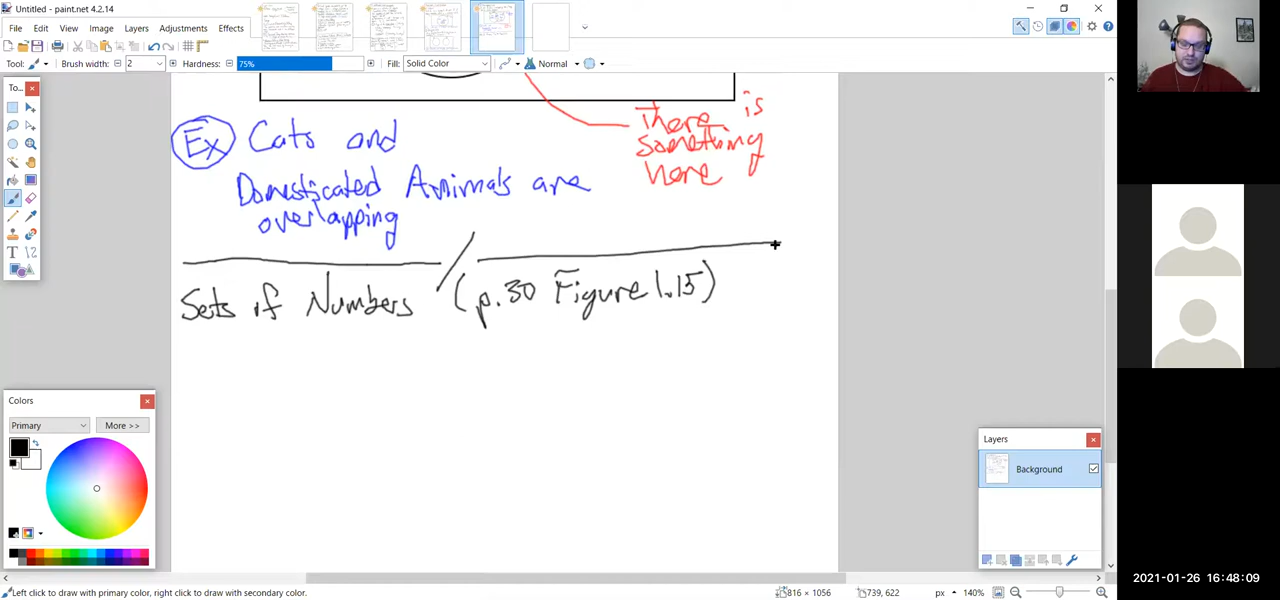 Untitled - paint.net 4.2.14
File Edit View Image Layers Adjustments Effects
Tool: Brush width: 2 Hardness: 75% Fill: Solid Color Normal
To...
there is
something
here
Ex Cats and
Domesticated Animals are
overlapping
Sets of Numbers (p.30 Figure 1.15)
Colors
Primary More >>
Layers
Background
Left click to draw with primary color, right click to draw with secondary color.
816 × 1056 739, 622 px 140%
2021-01-26 16:48:09